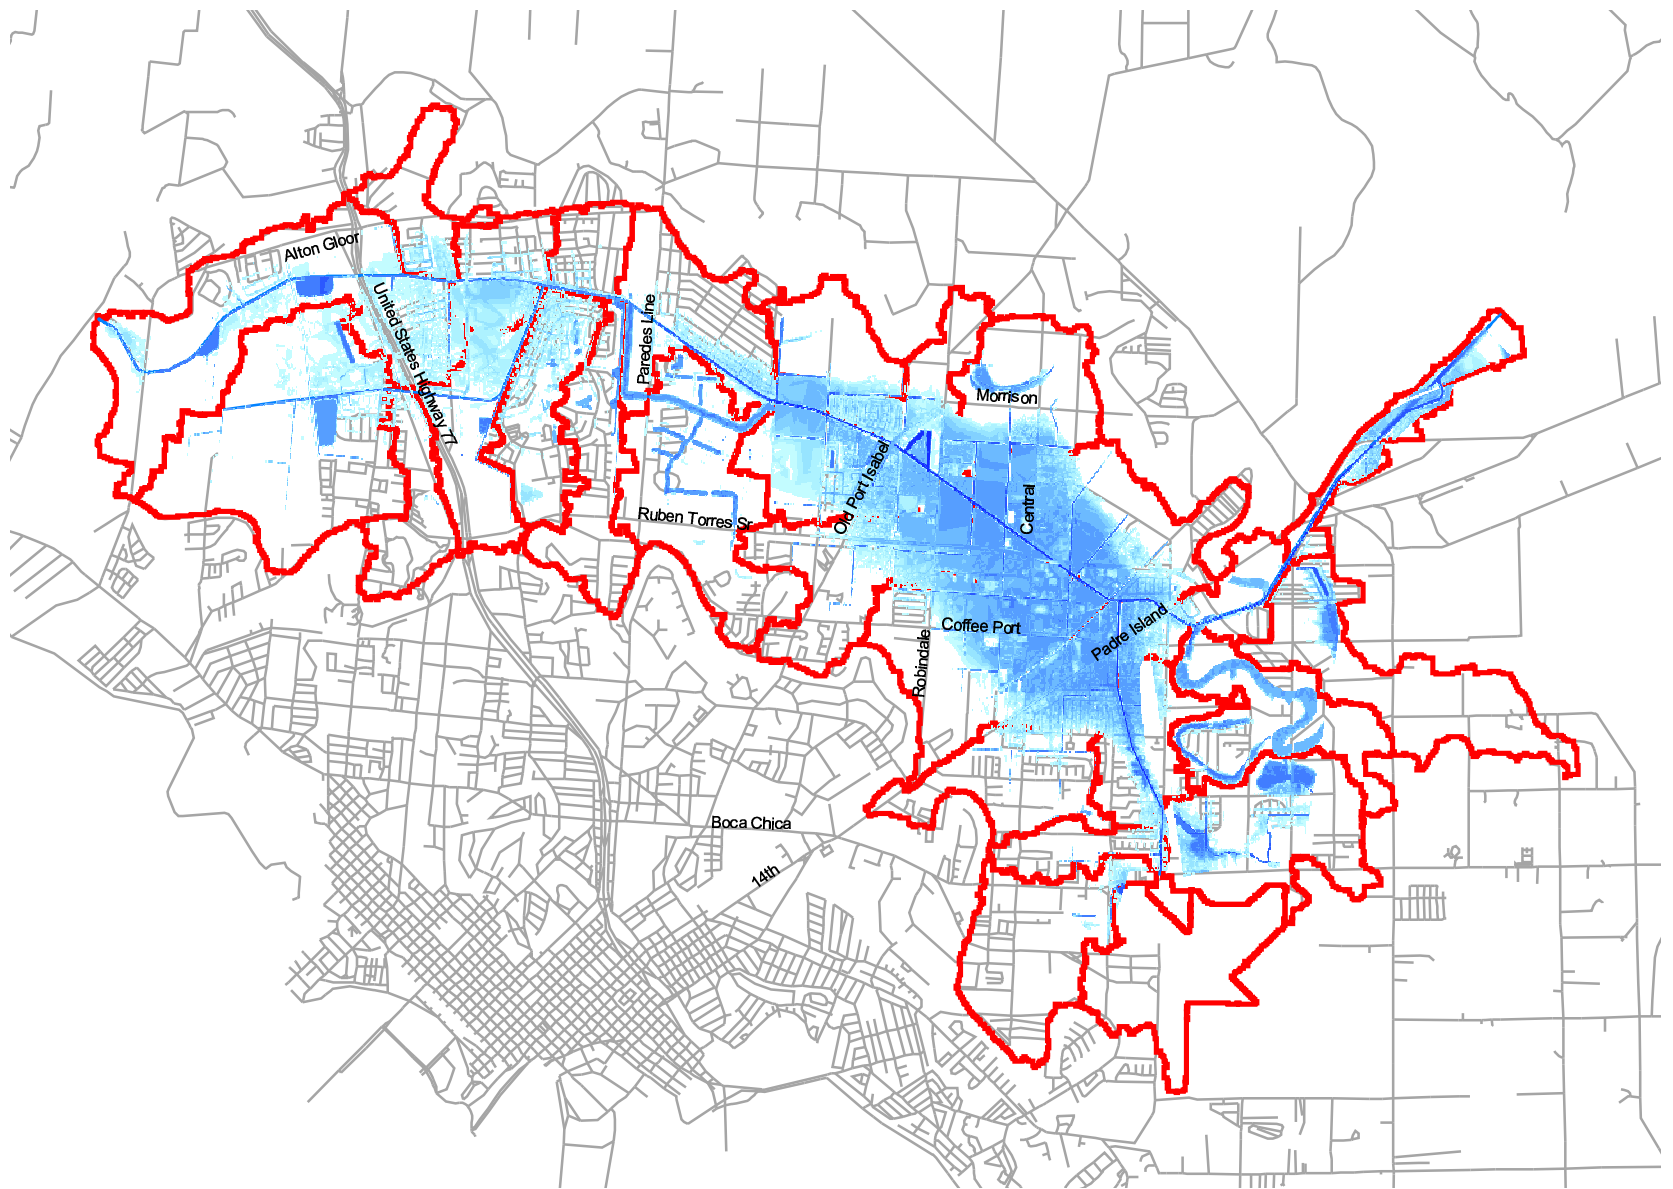 Alton Gloor
United States Highway 77
Paredes Line
Morrison
Old Port Isabel
Central
Ruben Torres Sr
Padre Island
Coffee Port
Robindale
Boca Chica
14th